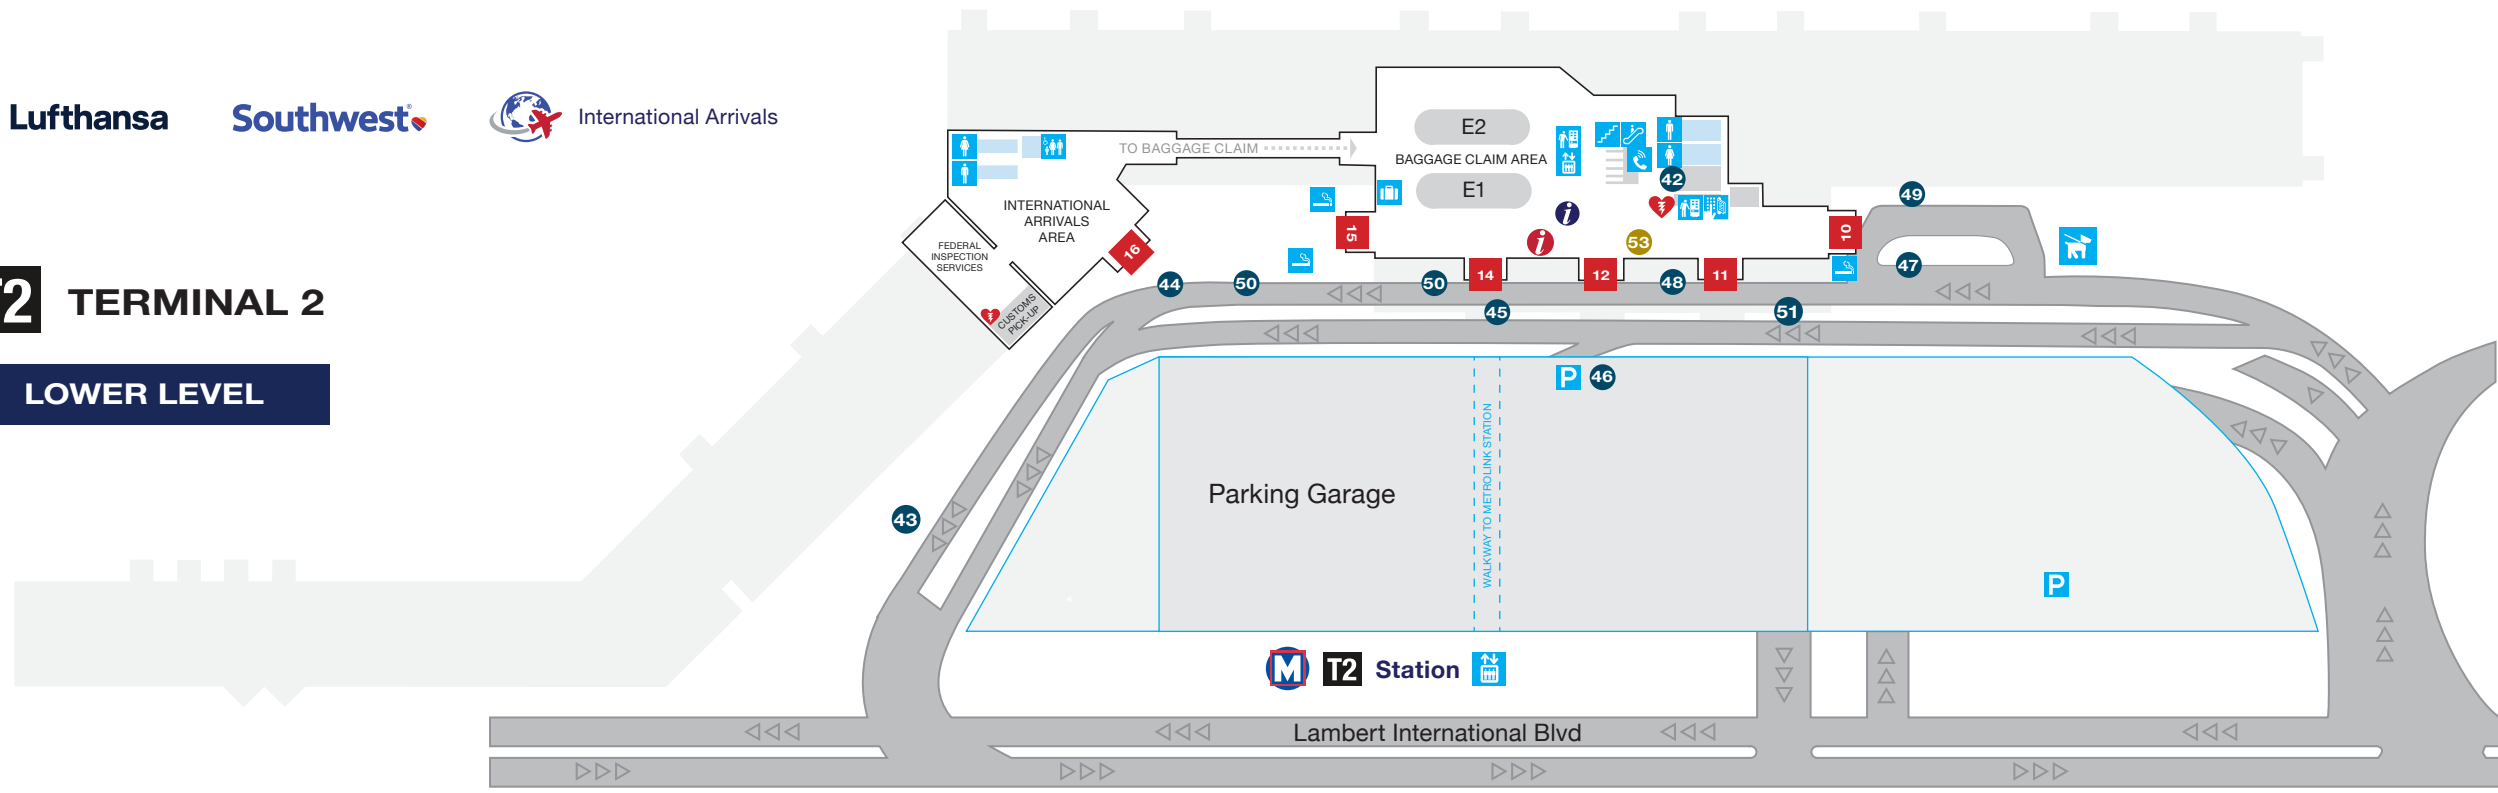 Lufthansa
Southwest®
International Arrivals
T2 TERMINAL 2
LOWER LEVEL
E2
TO BAGGAGE CLAIM
BAGGAGE CLAIM AREA
E1
42
49
INTERNATIONAL
ARRIVALS
AREA
i
i
53
15
10
16
FEDERAL
INSPECTION
SERVICES
47
44
50
50
14
12
48
11
CUSTOMS
PICK-UP
45
51
P
46
WALKWAY TO METROLINK STATION
Parking Garage
43
P
M
T2
Station
Lambert International Blvd